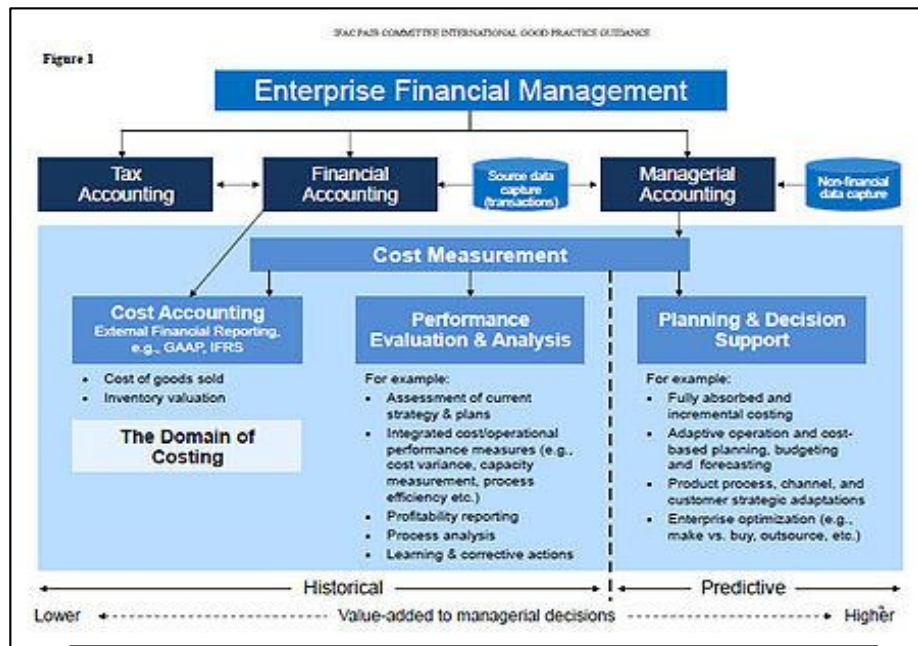 IFAC PAIB COMMITTEE INTERNATIONAL GOOD PRACTICE GUIDANCE
Figure 1
Enterprise Financial Management
Tax
Accounting
Financial
Accounting
Source data
capture
(transactions)
Managerial
Accounting
Non-financial
data capture
Cost Measurement
Cost Accounting
External Financial Reporting,
e.g., GAAP, IFRS
• Cost of goods sold
• Inventory valuation
The Domain of
Costing
Performance
Evaluation & Analysis
For example:
• Assessment of current
strategy & plans
• Integrated cost/operational
performance measures (e.g.,
cost variance, capacity
measurement, process
efficiency etc.)
• Profitability reporting
• Process analysis
• Learning & corrective actions
Planning & Decision
Support
For example:
• Fully absorbed and
incremental costing
• Adaptive operation and cost-
based planning, budgeting
and forecasting
• Product process, channel, and
customer strategic adaptations
• Enterprise optimization (e.g.,
make vs. buy, outsource, etc.)
Historical
Predictive
Lower
Value-added to managerial decisions
Higher